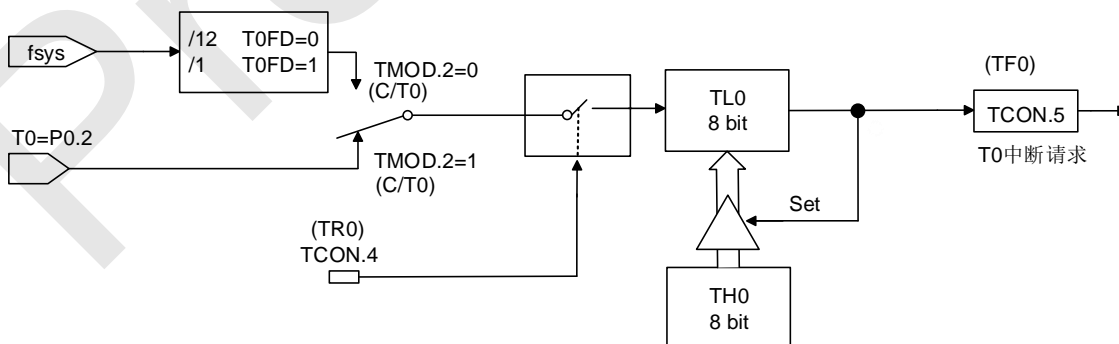 fsys
/12 T0FD=0
/1 T0FD=1
TMOD.2=0
(C/T0)
T0=P0.2
TMOD.2=1
(C/T0)
(TR0)
TCON.4
TL0
8 bit
Set
TH0
8 bit
(TF0)
TCON.5
T0中断请求